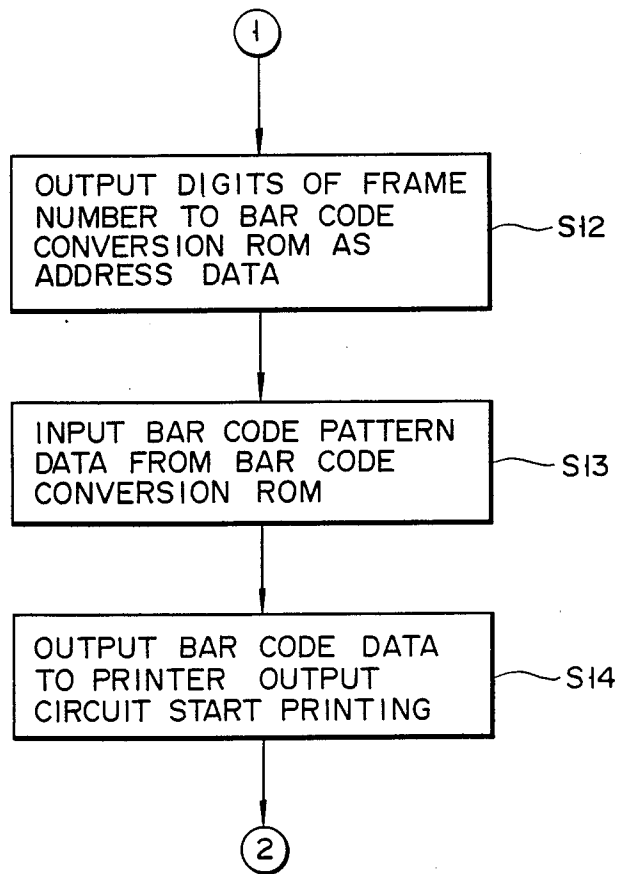 1
OUTPUT DIGITS OF FRAME
NUMBER TO BAR CODE
CONVERSION ROM AS
ADDRESS DATA
S12
INPUT BAR CODE PATTERN
DATA FROM BAR CODE
CONVERSION ROM
S13
OUTPUT BAR CODE DATA
TO PRINTER OUTPUT
CIRCUIT START PRINTING
S14
2